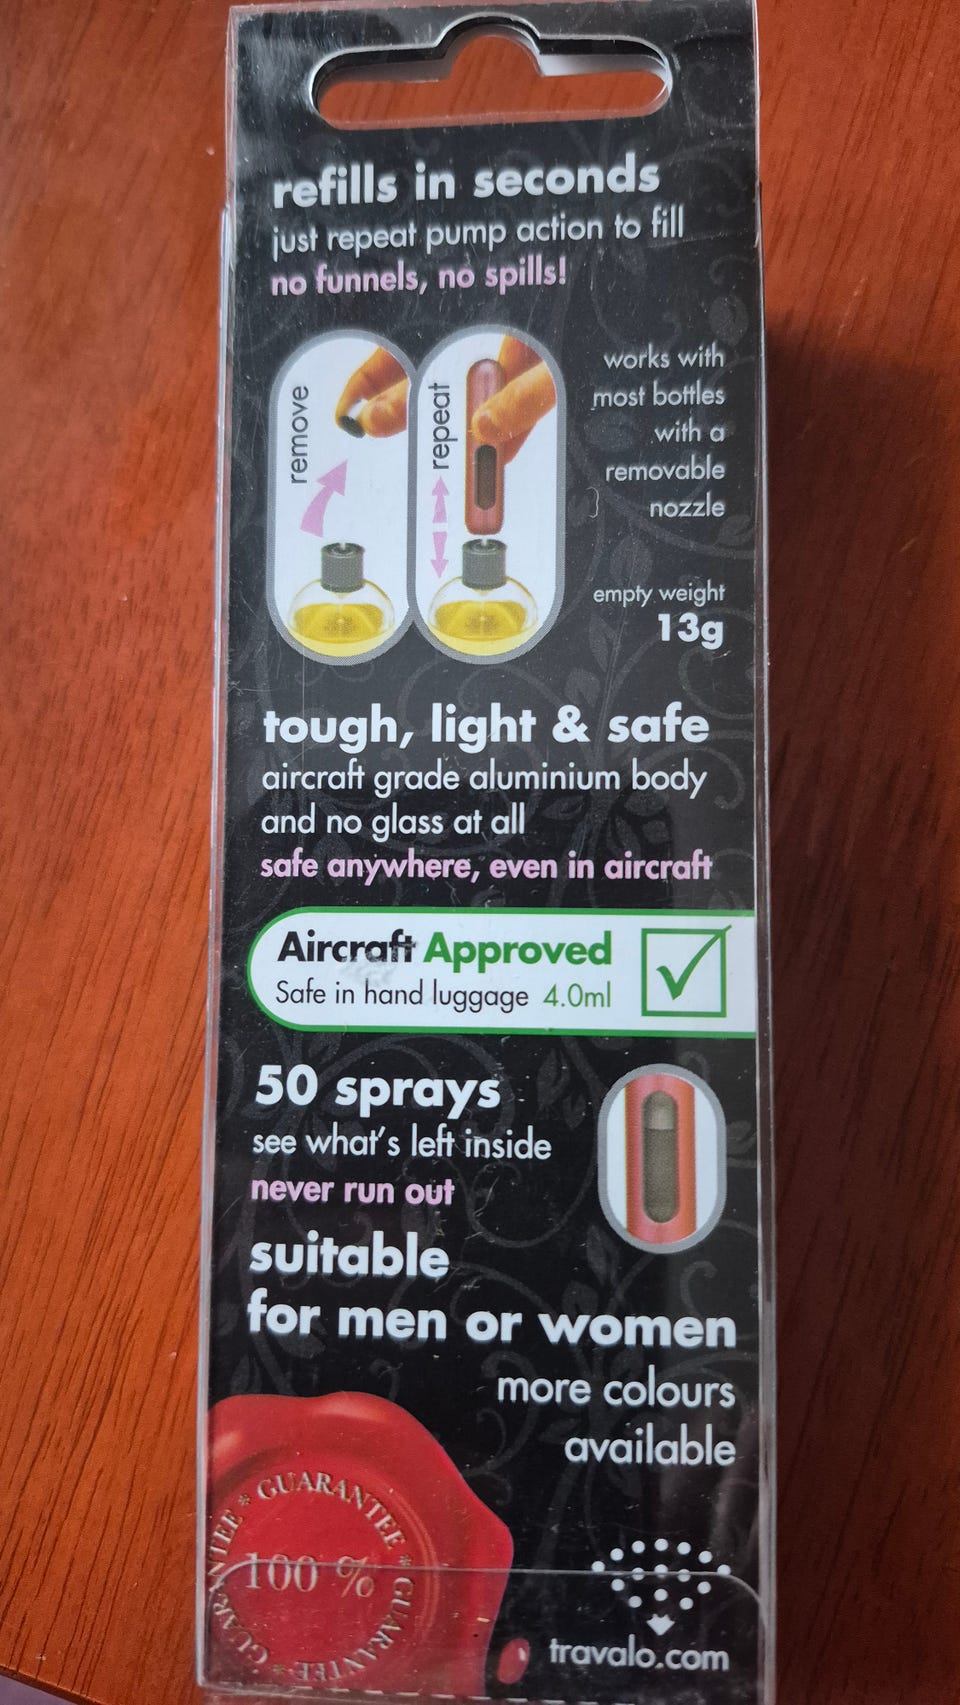 refills in seconds
just repeat pump action to fill
no funnels, no spills!
remove
repeat
works with
most bottles
with a
removable
nozzle
empty weight
13g
tough, light & safe
aircraft grade aluminium body
and no glass at all
safe anywhere, even in aircraft
Aircraft Approved
Safe in hand luggage 4.0ml
50 sprays
see what's left inside
never run out
suitable
for men or women
more colours
available
GUARANTEE * GUARANTEE * GUARANTEE *
100 %
travalo.com